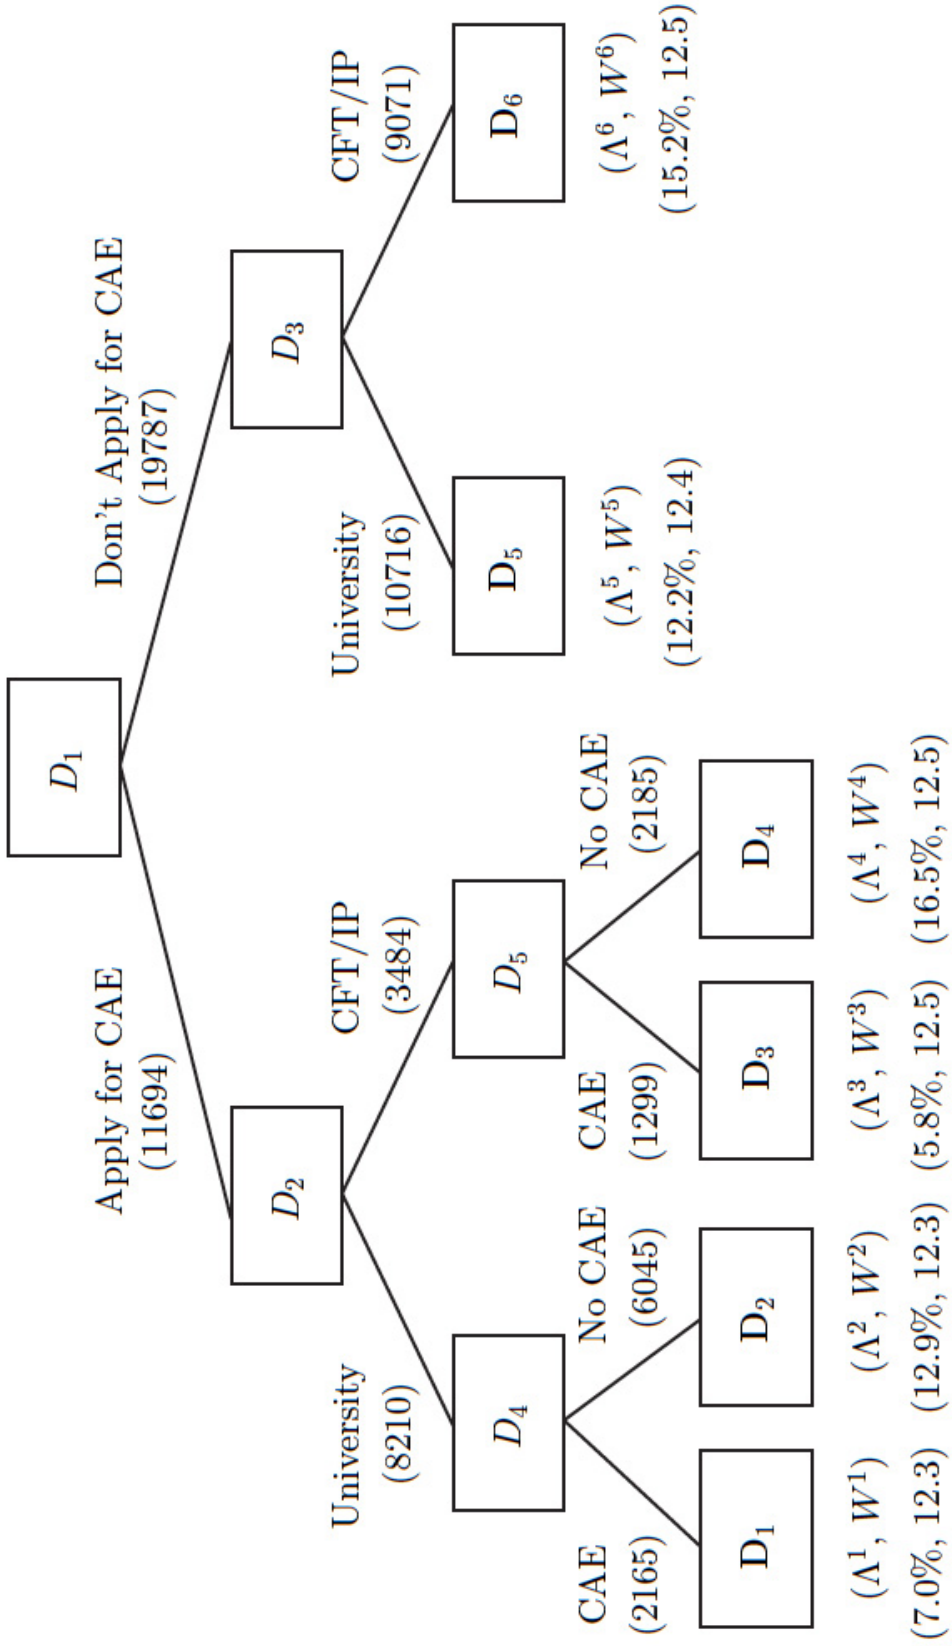 D₁
Apply for CAE
(11694)
Don't Apply for CAE
(19787)
D₂
D₃
University
(8210)
CFT/IP
(3484)
University
(10716)
CFT/IP
(9071)
D₄
D₅
D₅
D₆
CAE
(2165)
No CAE
(6045)
CAE
(1299)
No CAE
(2185)
(Λ⁵, W⁵)
(12.2%, 12.4)
(Λ⁶, W⁶)
(15.2%, 12.5)
D₁
D₂
D₃
D₄
(Λ¹, W¹)
(7.0%, 12.3)
(Λ², W²)
(12.9%, 12.3)
(Λ³, W³)
(5.8%, 12.5)
(Λ⁴, W⁴)
(16.5%, 12.5)